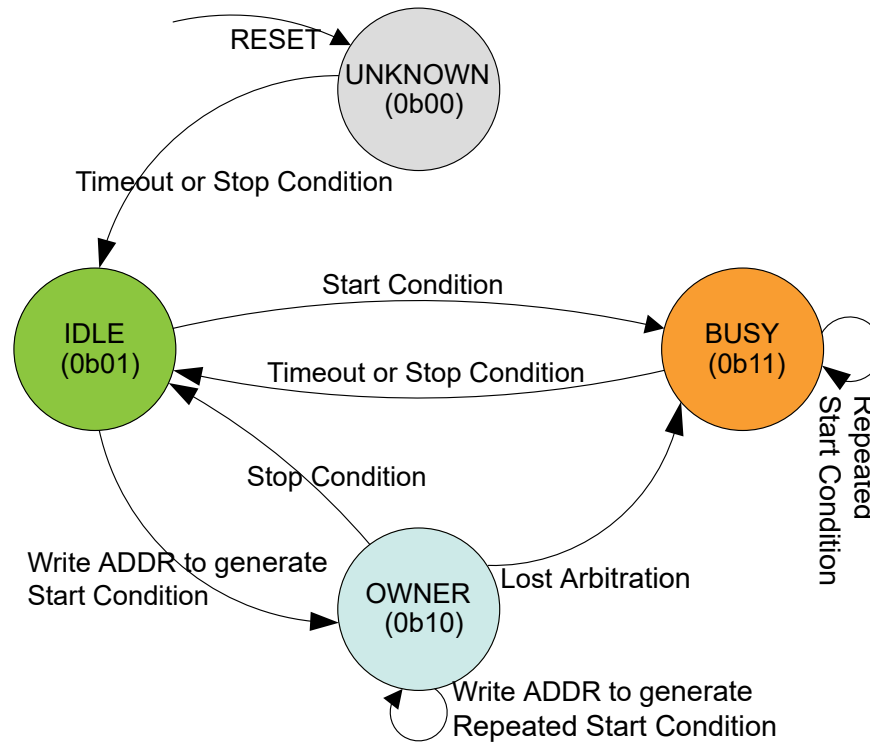 RESET
UNKNOWN
(0b00)
Timeout or Stop Condition
Start Condition
IDLE
(0b01)
BUSY
(0b11)
Timeout or Stop Condition
Repeated
Start Condition
Stop Condition
Write ADDR to generate
Start Condition
Lost Arbitration
OWNER
(0b10)
Write ADDR to generate
Repeated Start Condition